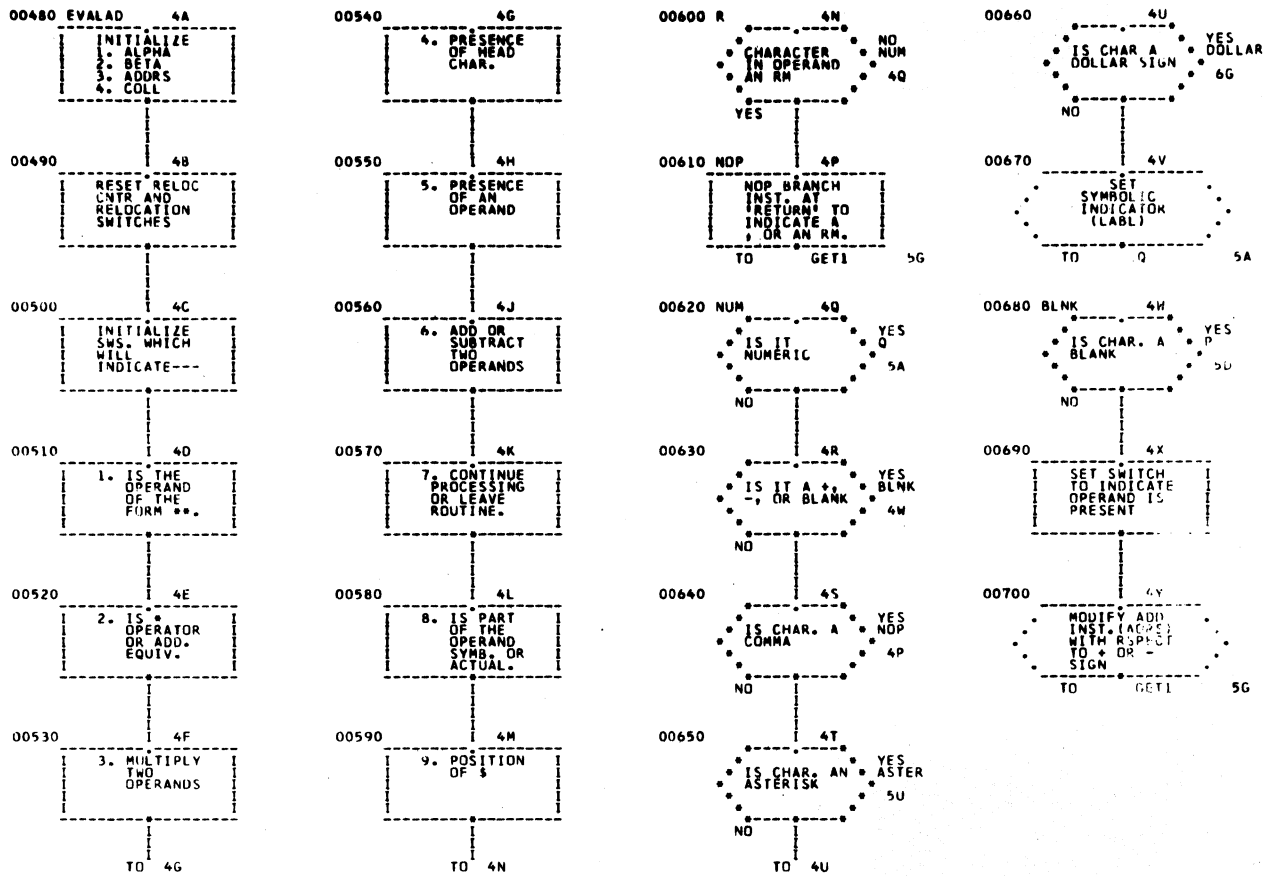 00480 EVALAD 4A
INITIALIZE
1. ALPHA
2. BETA
3. ADDRS
4. COLL
00490 4B
RESET RELOC
CNTR AND
RELOCATION
SWITCHES
00500 4C
INITIALIZE
SWS. WHICH
WILL
INDICATE---
00510 4D
1. IS THE
OPERAND
OF THE
FORM **.
00520 4E
2. IS *
OPERATOR
OR ADD.
EQUIV.
00530 4F
3. MULTIPLY
TWO
OPERANDS
TO 4G
00540 4G
4. PRESENCE
OF HEAD
CHAR.
00550 4H
5. PRESENCE
OF AN
OPERAND
00560 4J
6. ADD OR
SUBTRACT
TWO
OPERANDS
00570 4K
7. CONTINUE
PROCESSING
OR LEAVE
ROUTINE.
00580 4L
8. IS PART
OF THE
OPERAND
SYMB. OR
ACTUAL.
00590 4M
9. POSITION
OF $
TO 4N
00600 R 4N
CHARACTER
IN OPERAND
AN RM
NO
NUM
4Q
YES
00610 NOP 4P
NOP BRANCH
INST. AT
'RETURN' TO
INDICATE A
, OR AN RM.
TO GET1 5G
00620 NUM 4Q
IS IT
NUMERIC
YES
Q
5A
NO
00630 4R
IS IT A +,
-, OR BLANK
YES
BLNK
4W
NO
00640 4S
IS CHAR. A
COMMA
YES
NOP
4P
NO
00650 4T
IS CHAR. AN
ASTERISK
YES
ASTER
5U
NO
TO 4U
00660 4U
IS CHAR A
DOLLAR SIGN
YES
DOLLAR
6G
NO
00670 4V
SET
SYMBOLIC
INDICATOR
(LABL)
TO Q 5A
00680 BLNK 4W
IS CHAR. A
BLANK
YES
P
5D
NO
00690 4X
SET SWITCH
TO INDICATE
OPERAND IS
PRESENT
00700 4Y
MODIFY ADD
INST.(ADRS)
WITH RSPECT
TO + OR -
SIGN
TO GET1 5G